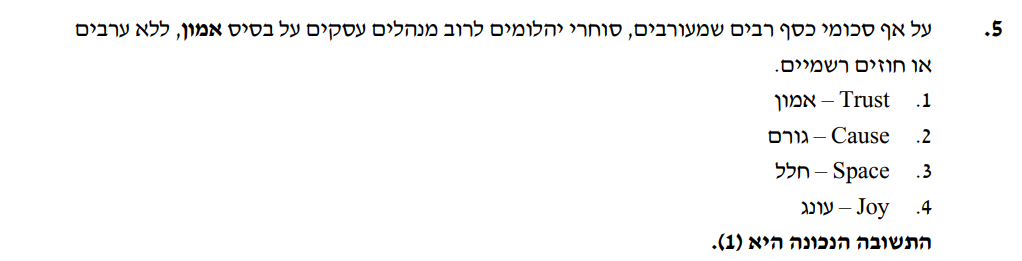 5. על אף סכומי כסף רבים שמעורבים, סוחרי יהלומים לרוב מנהלים עסקים על בסיס אמון, ללא ערבים
או חוזים רשמיים.
1. Trust – אמון
2. Cause – גורם
3. Space – חלל
4. Joy – עונג
התשובה הנכונה היא (1).